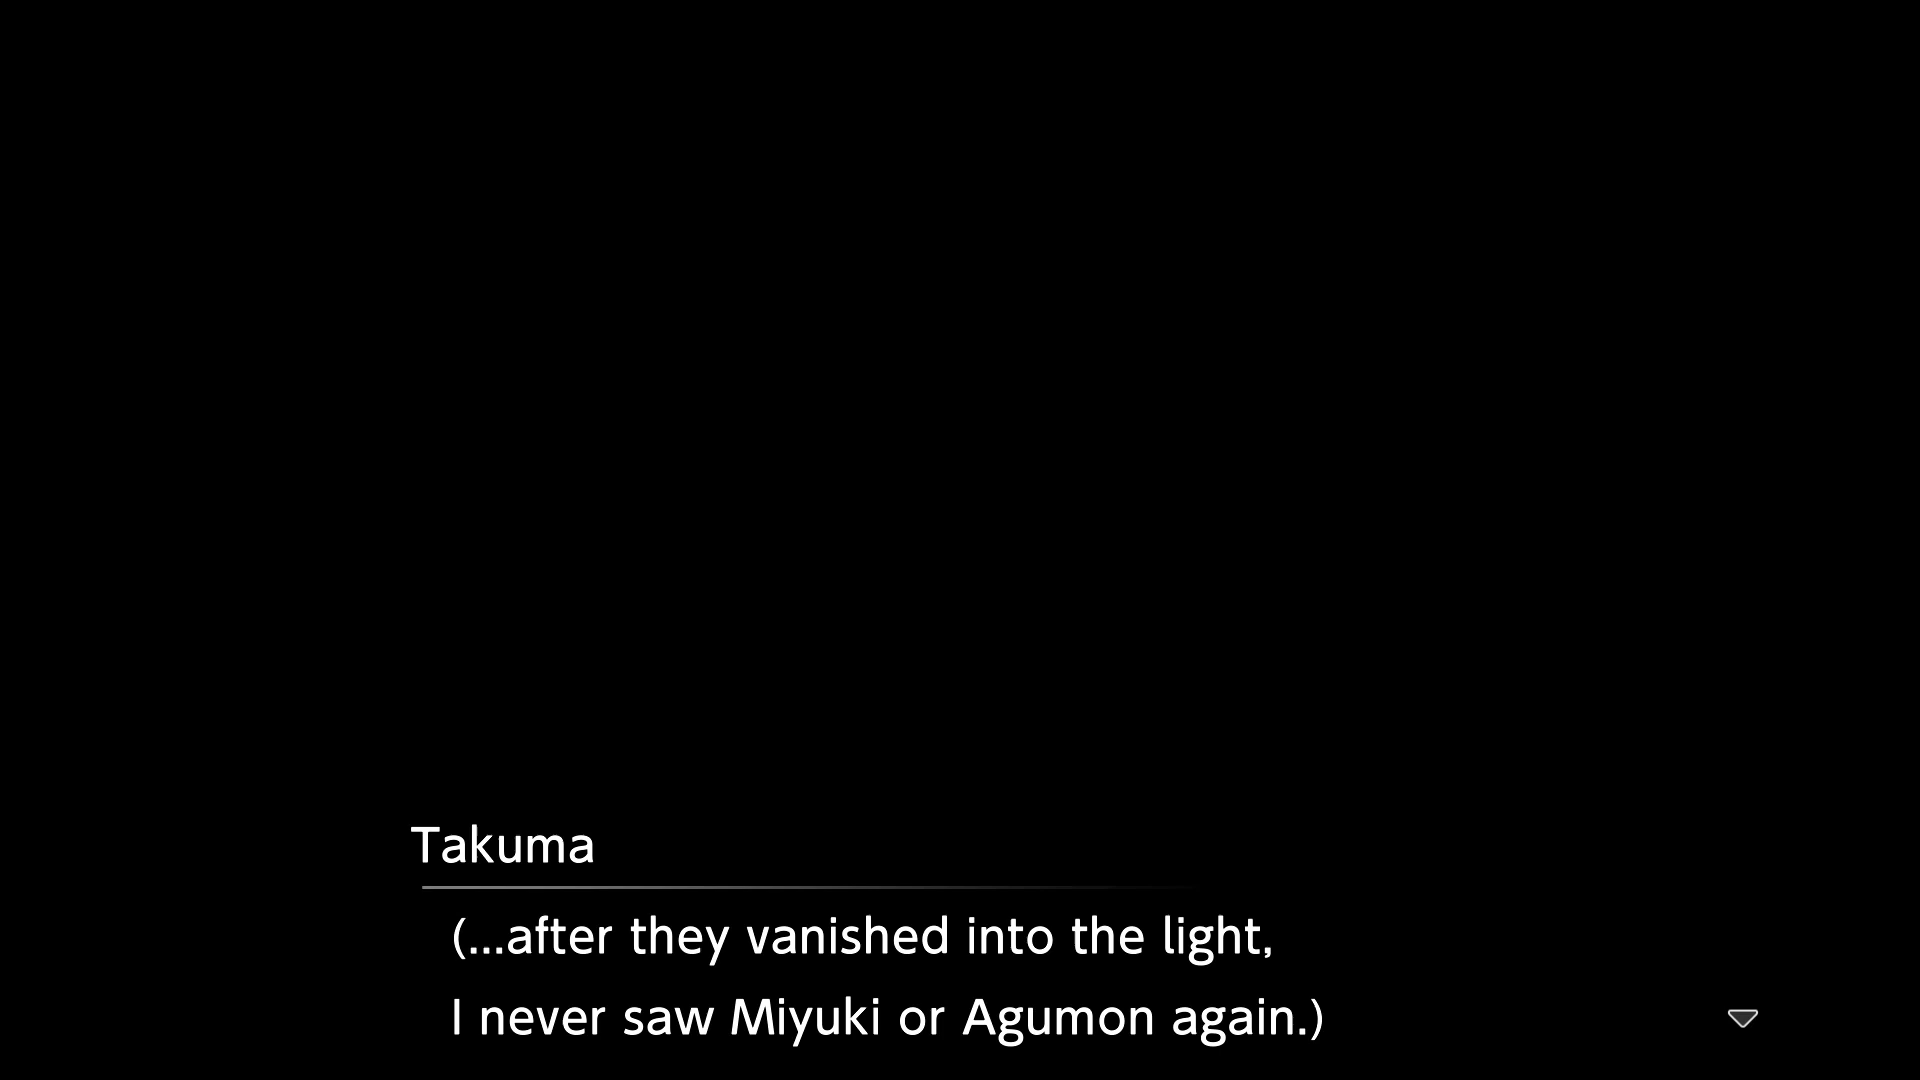 Takuma
(...after they vanished into the light,
I never saw Miyuki or Agumon again.)